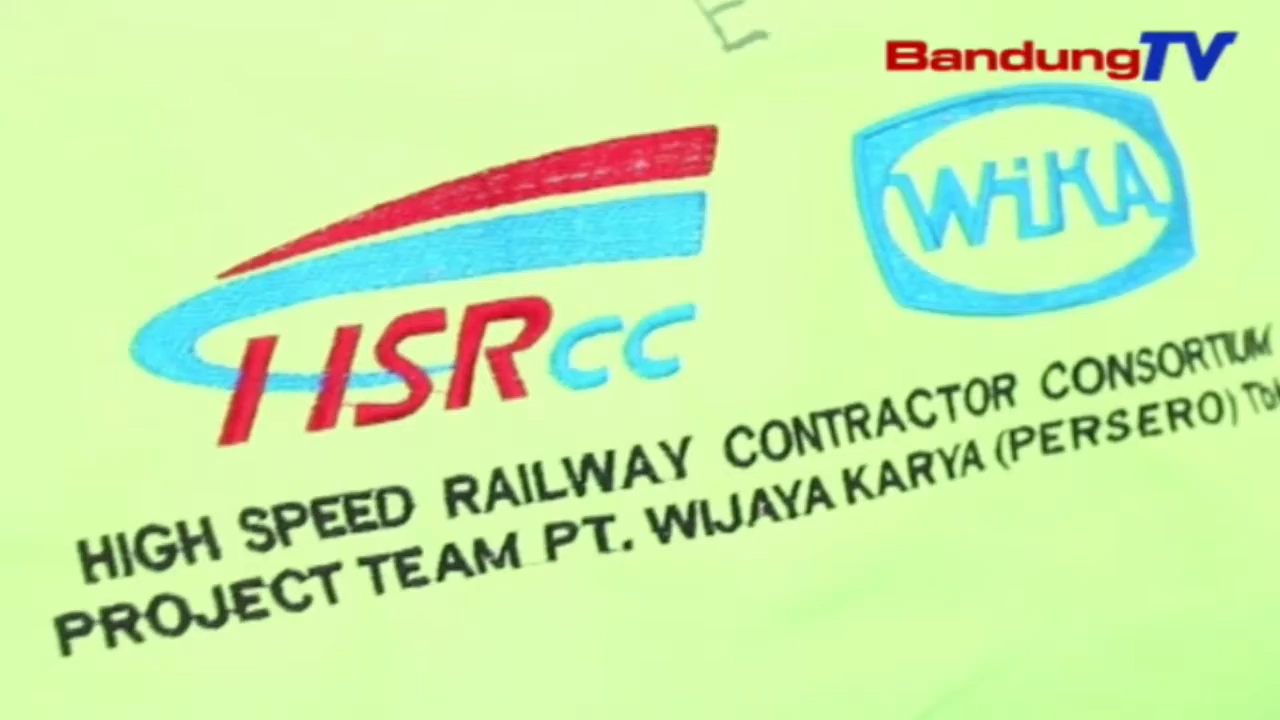 BandungTV
WiKA
HSRcc
HIGH SPEED RAILWAY CONTRACTOR CONSORTIUM
PROJECT TEAM PT. WIJAYA KARYA (PERSERO)